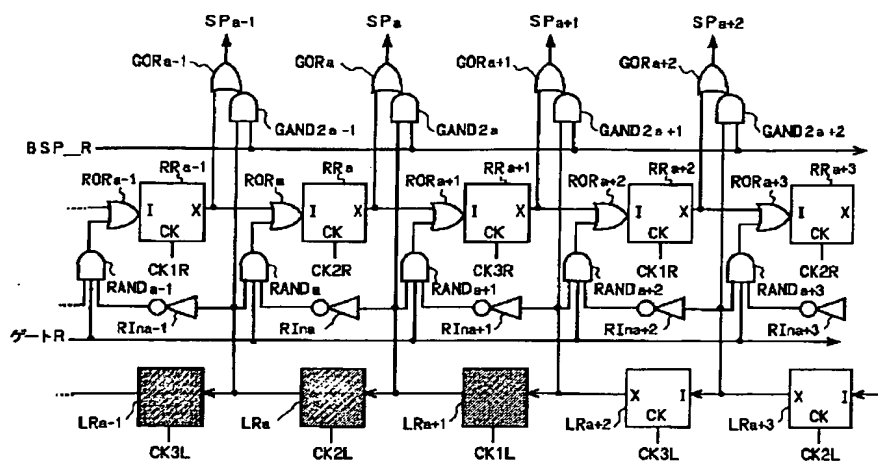 SPa-1 SPa SPa+1 SPa+2
GORa-1 GORa GORa+1 GORa+2
GAND2a-1 GAND2a GAND2a+1 GAND2a+2
BSP_R
RRa-1 RRa RRa+1 RRa+2 RRa+3
RORa-1 RORa RORa+1 RORa+2 RORa+3
I X I X I X I X I X
CK CK CK CK CK
CK1R CK2R CK3R CK1R CK2R
RANDa-1 RANDa RANDa+1 RANDa+2 RANDa+3
RIna-1 RIna RIna+1 RIna+2 RIna+3
ゲートR
X I X I
CK CK
LRa-1 LRa LRa+1 LRa+2 LRa+3
CK3L CK2L CK1L CK3L CK2L